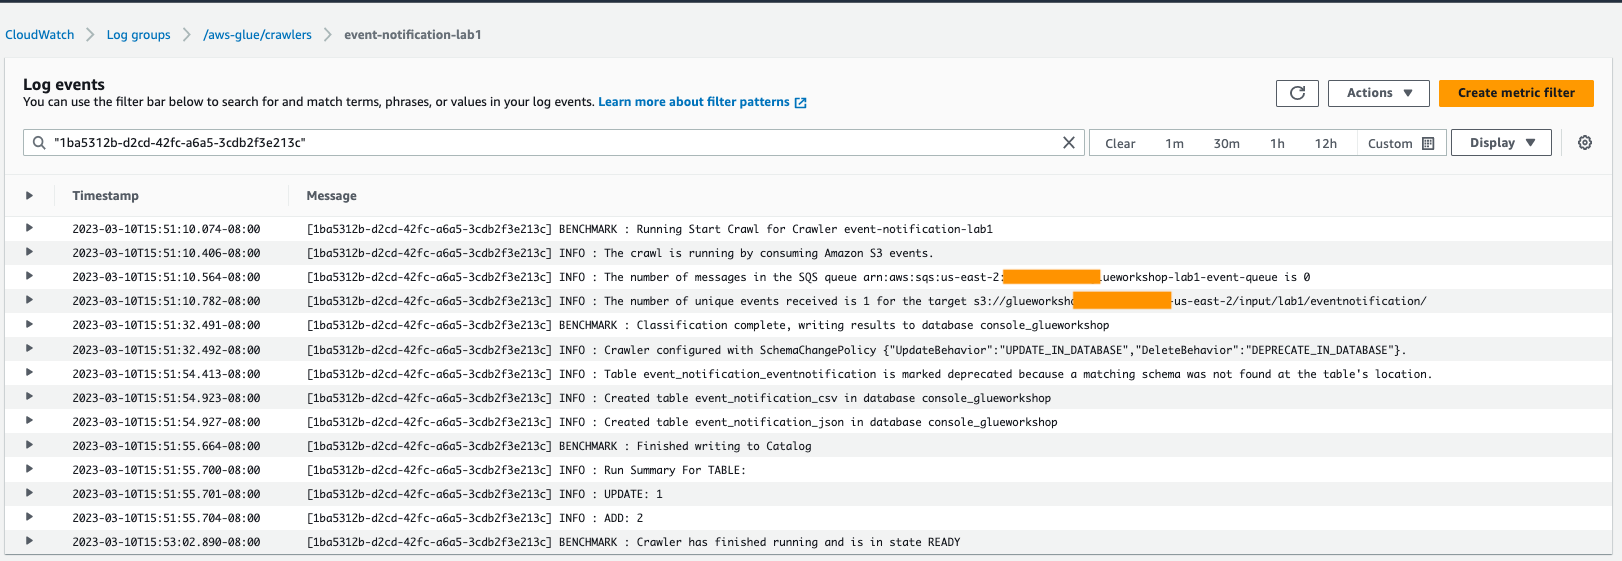 CloudWatch > Log groups > /aws-glue/crawlers > event-notification-lab1
Log events
You can use the filter bar below to search for and match terms, phrases, or values in your log events. Learn more about filter patterns
Actions ▼ Create metric filter
"1ba5312b-d2cd-42fc-a6a5-3cdb2f3e213c" Clear 1m 30m 1h 12h Custom Display ▼
Timestamp Message
2023-03-10T15:51:10.074-08:00 [1ba5312b-d2cd-42fc-a6a5-3cdb2f3e213c] BENCHMARK : Running Start Crawl for Crawler event-notification-lab1
2023-03-10T15:51:10.406-08:00 [1ba5312b-d2cd-42fc-a6a5-3cdb2f3e213c] INFO : The crawl is running by consuming Amazon S3 events.
2023-03-10T15:51:10.564-08:00 [1ba5312b-d2cd-42fc-a6a5-3cdb2f3e213c] INFO : The number of messages in the SQS queue arn:aws:sqs:us-east-2: lueworkshop-lab1-event-queue is 0
2023-03-10T15:51:10.782-08:00 [1ba5312b-d2cd-42fc-a6a5-3cdb2f3e213c] INFO : The number of unique events received is 1 for the target s3://glueworksho -us-east-2/input/lab1/eventnotification/
2023-03-10T15:51:32.491-08:00 [1ba5312b-d2cd-42fc-a6a5-3cdb2f3e213c] BENCHMARK : Classification complete, writing results to database console_glueworkshop
2023-03-10T15:51:32.492-08:00 [1ba5312b-d2cd-42fc-a6a5-3cdb2f3e213c] INFO : Crawler configured with SchemaChangePolicy {"UpdateBehavior":"UPDATE_IN_DATABASE","DeleteBehavior":"DEPRECATE_IN_DATABASE"}.
2023-03-10T15:51:54.413-08:00 [1ba5312b-d2cd-42fc-a6a5-3cdb2f3e213c] INFO : Table event_notification_eventnotification is marked deprecated because a matching schema was not found at the table's location.
2023-03-10T15:51:54.923-08:00 [1ba5312b-d2cd-42fc-a6a5-3cdb2f3e213c] INFO : Created table event_notification_csv in database console_glueworkshop
2023-03-10T15:51:54.927-08:00 [1ba5312b-d2cd-42fc-a6a5-3cdb2f3e213c] INFO : Created table event_notification_json in database console_glueworkshop
2023-03-10T15:51:55.664-08:00 [1ba5312b-d2cd-42fc-a6a5-3cdb2f3e213c] BENCHMARK : Finished writing to Catalog
2023-03-10T15:51:55.700-08:00 [1ba5312b-d2cd-42fc-a6a5-3cdb2f3e213c] INFO : Run Summary For TABLE:
2023-03-10T15:51:55.701-08:00 [1ba5312b-d2cd-42fc-a6a5-3cdb2f3e213c] INFO : UPDATE: 1
2023-03-10T15:51:55.704-08:00 [1ba5312b-d2cd-42fc-a6a5-3cdb2f3e213c] INFO : ADD: 2
2023-03-10T15:53:02.890-08:00 [1ba5312b-d2cd-42fc-a6a5-3cdb2f3e213c] BENCHMARK : Crawler has finished running and is in state READY